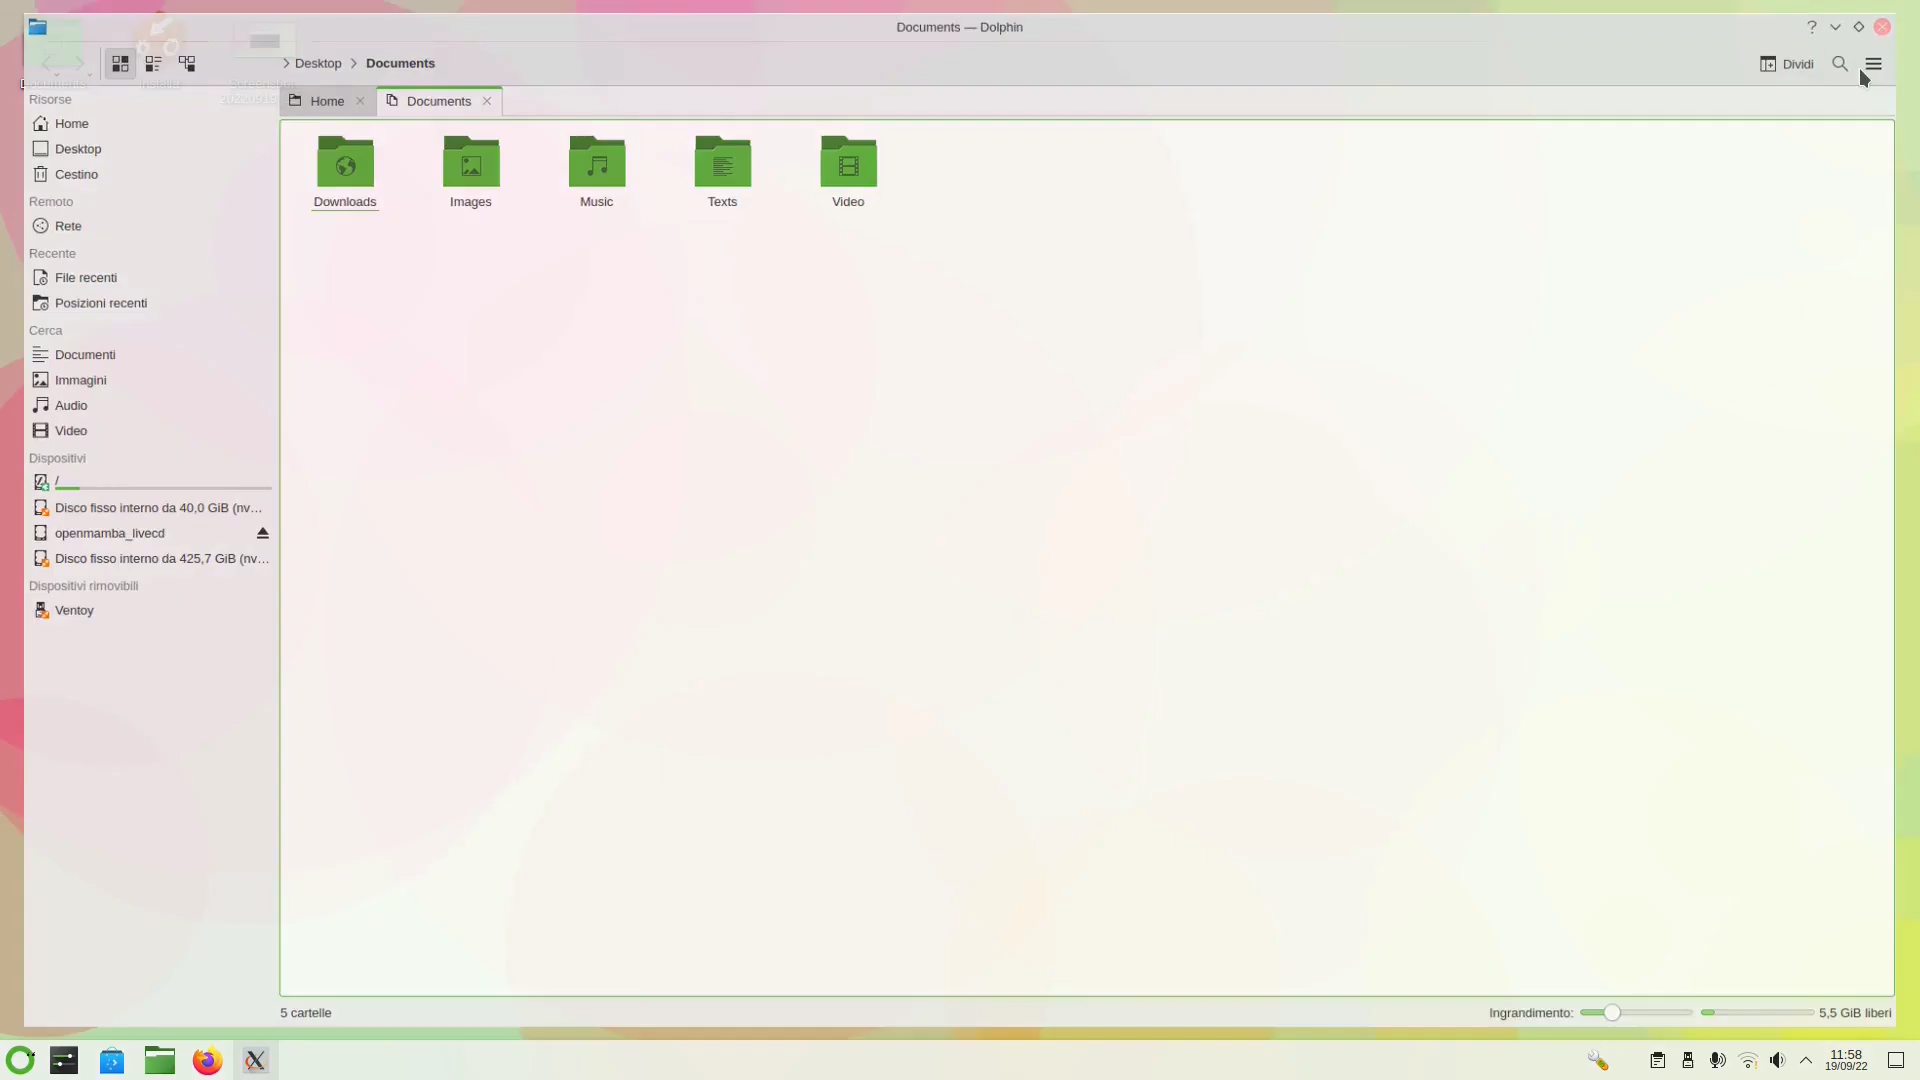 Documents — Dolphin
Desktop
Documents
Dividi
Home
Documents
Risorse
Home
Desktop
Cestino
Remoto
Rete
Recente
File recenti
Posizioni recenti
Cerca
Documenti
Immagini
Audio
Video
Dispositivi
/
Disco fisso interno da 40,0 GiB (nv…
openmamba_livecd
Disco fisso interno da 425,7 GiB (nv…
Dispositivi rimovibili
Ventoy
Downloads
Images
Music
Texts
Video
5 cartelle
Ingrandimento:
5,5 GiB liberi
11:58
19/09/22